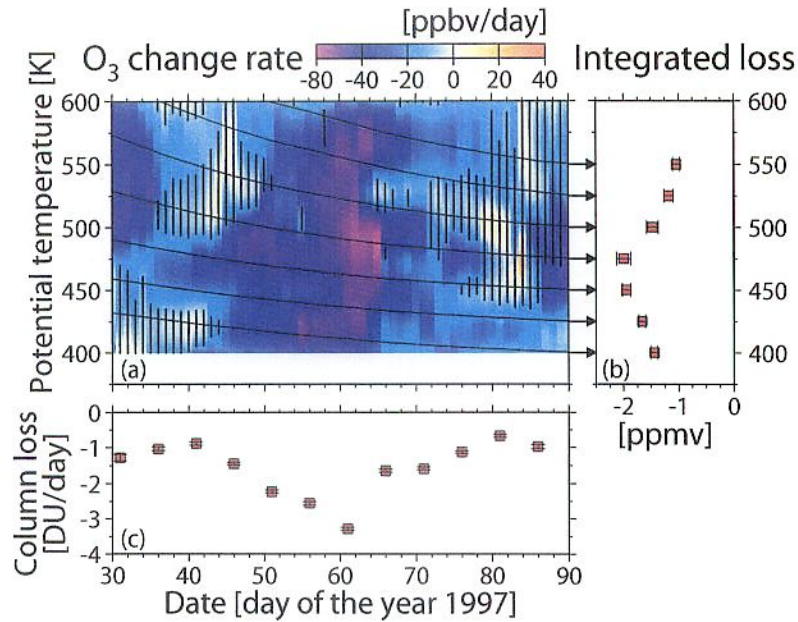 [ppbv/day]
O3 change rate
Integrated loss
-80 -60 -40 -20 0 20 40
Potential temperature [K]
600
550
500
450
400
(a)
600
550
500
450
400
(b)
-2 -1 0
[ppmv]
Column loss
[DU/day]
0
-1
-2
-3
-4
(c)
30 40 50 60 70 80 90
Date [day of the year 1997]